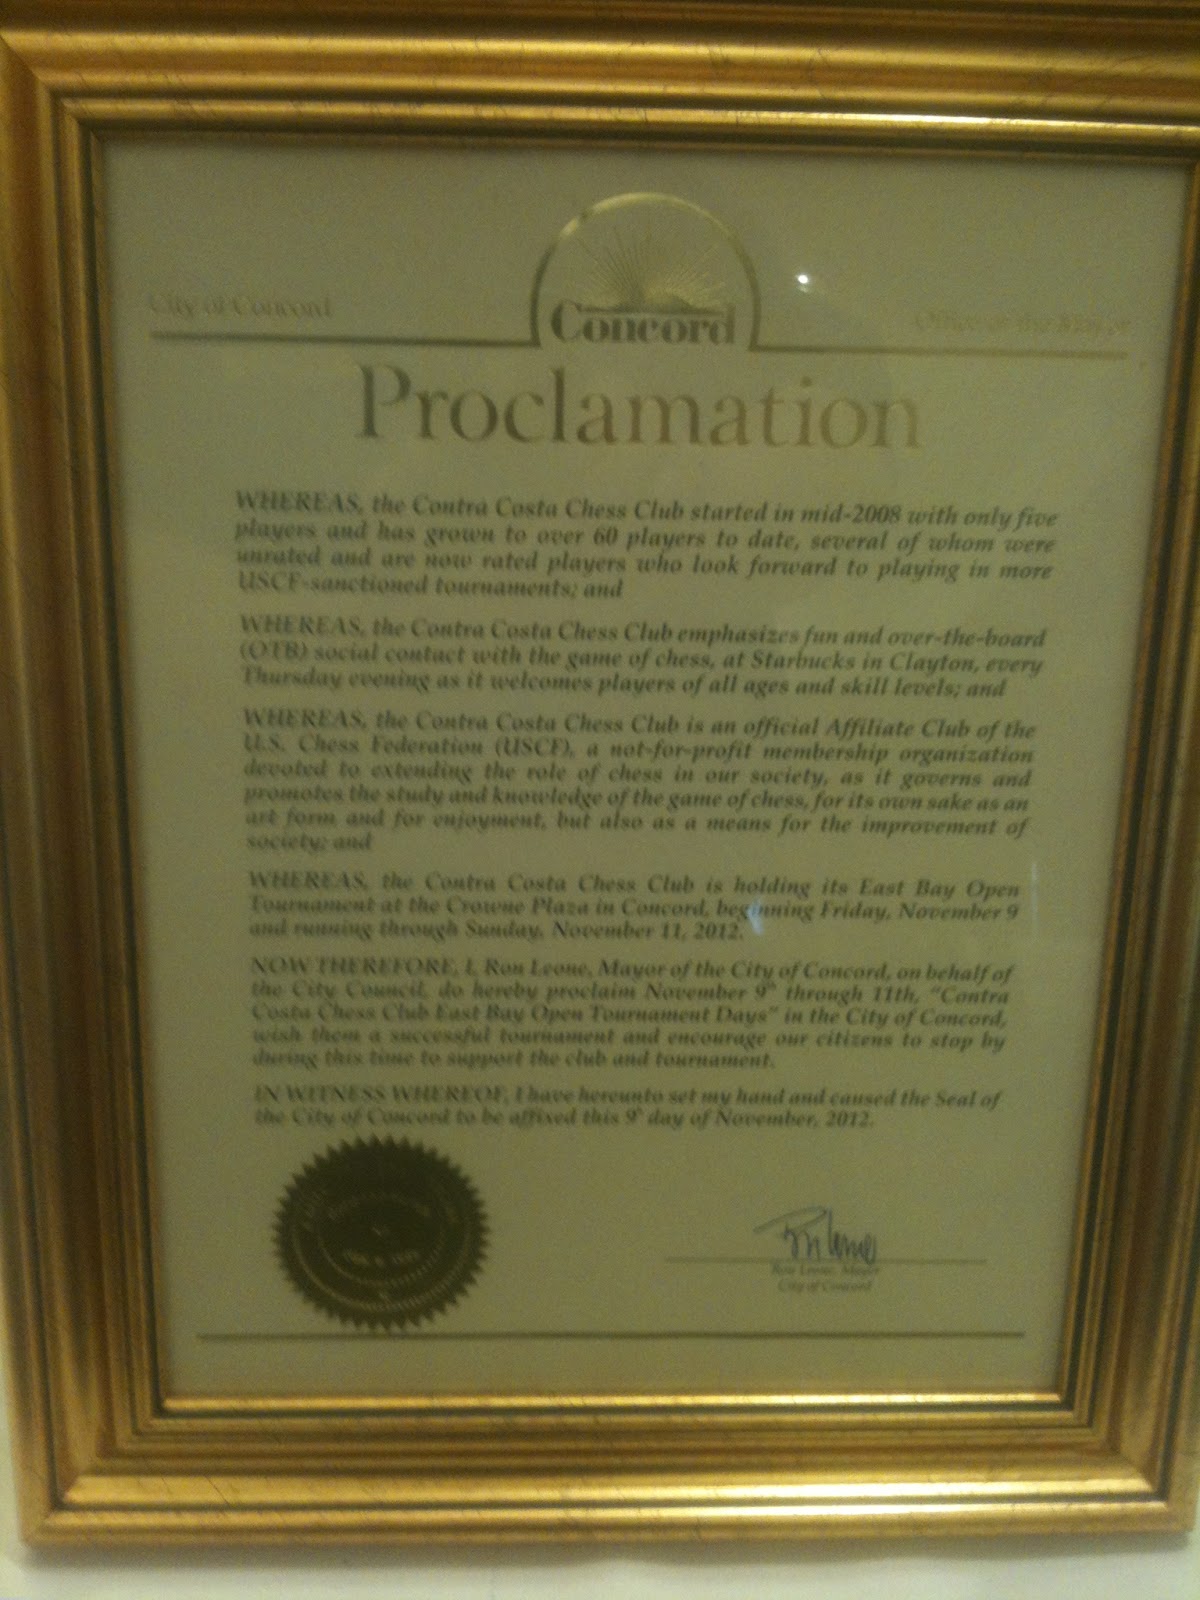 City of Concord
Concord
Office of the Mayor
Proclamation
WHEREAS, the Contra Costa Chess Club started in mid-2008 with only five
players and has grown to over 60 players to date, several of whom were
unrated and are now rated players who look forward to playing in more
USCF-sanctioned tournaments; and
WHEREAS, the Contra Costa Chess Club emphasizes fun and over-the-board
(OTB) social contact with the game of chess, at Starbucks in Clayton, every
Thursday evening as it welcomes players of all ages and skill levels; and
WHEREAS, the Contra Costa Chess Club is an official Affiliate Club of the
U.S. Chess Federation (USCF), a not-for-profit membership organization
devoted to extending the role of chess in our society, as it governs and
promotes the study and knowledge of the game of chess, for its own sake as an
art form and for enjoyment, but also as a means for the improvement of
society; and
WHEREAS, the Contra Costa Chess Club is holding its East Bay Open
Tournament at the Crowne Plaza in Concord, beginning Friday, November 9
and running through Sunday, November 11, 2012.
NOW THEREFORE, I, Ron Leone, Mayor of the City of Concord, on behalf of
the City Council, do hereby proclaim November 9th through 11th, "Contra
Costa Chess Club East Bay Open Tournament Days" in the City of Concord,
wish them a successful tournament and encourage our citizens to stop by
during this time to support the club and tournament.
IN WITNESS WHEREOF, I have hereunto set my hand and caused the Seal of
the City of Concord to be affixed this 9th day of November, 2012.
Ron Leone, Mayor
City of Concord